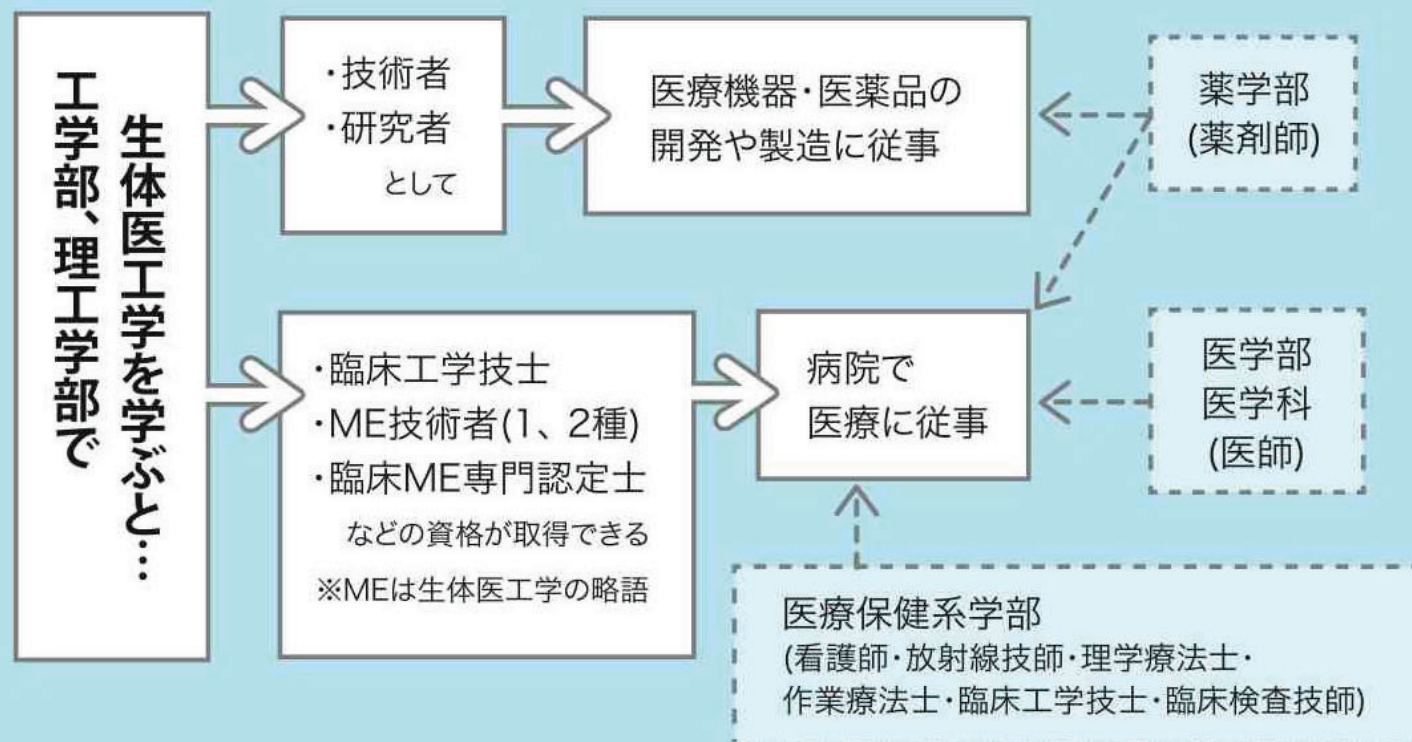 工学部、理工学部で
生体医工学を学ぶと…
・技術者
・研究者
として
医療機器・医薬品の
開発や製造に従事
薬学部
(薬剤師)
・臨床工学技士
・ME技術者(1、2種)
・臨床ME専門認定士
などの資格が取得できる
※MEは生体医工学の略語
病院で
医療に従事
医学部
医学科
(医師)
医療保健系学部
(看護師・放射線技師・理学療法士・
作業療法士・臨床工学技士・臨床検査技師)